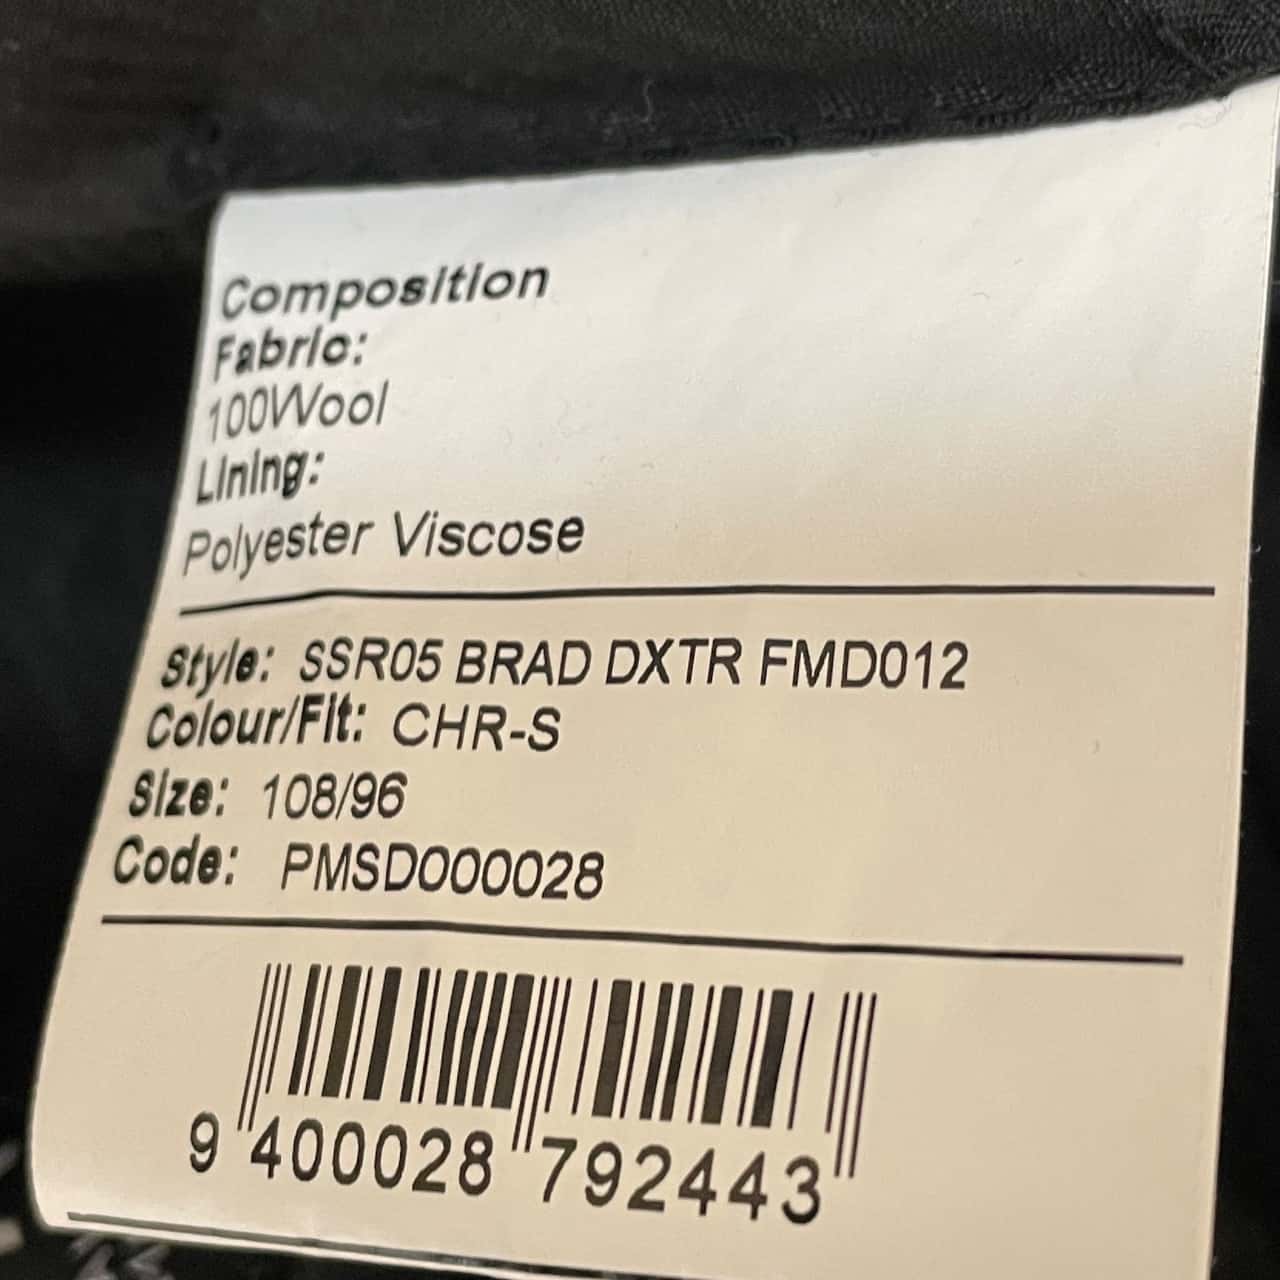 Composition
Fabric:
100Wool
Lining:
Polyester Viscose
Style: SSR05 BRAD DXTR FMD012
Colour/Fit: CHR-S
Size: 108/96
Code: PMSD000028
9 400028 792443